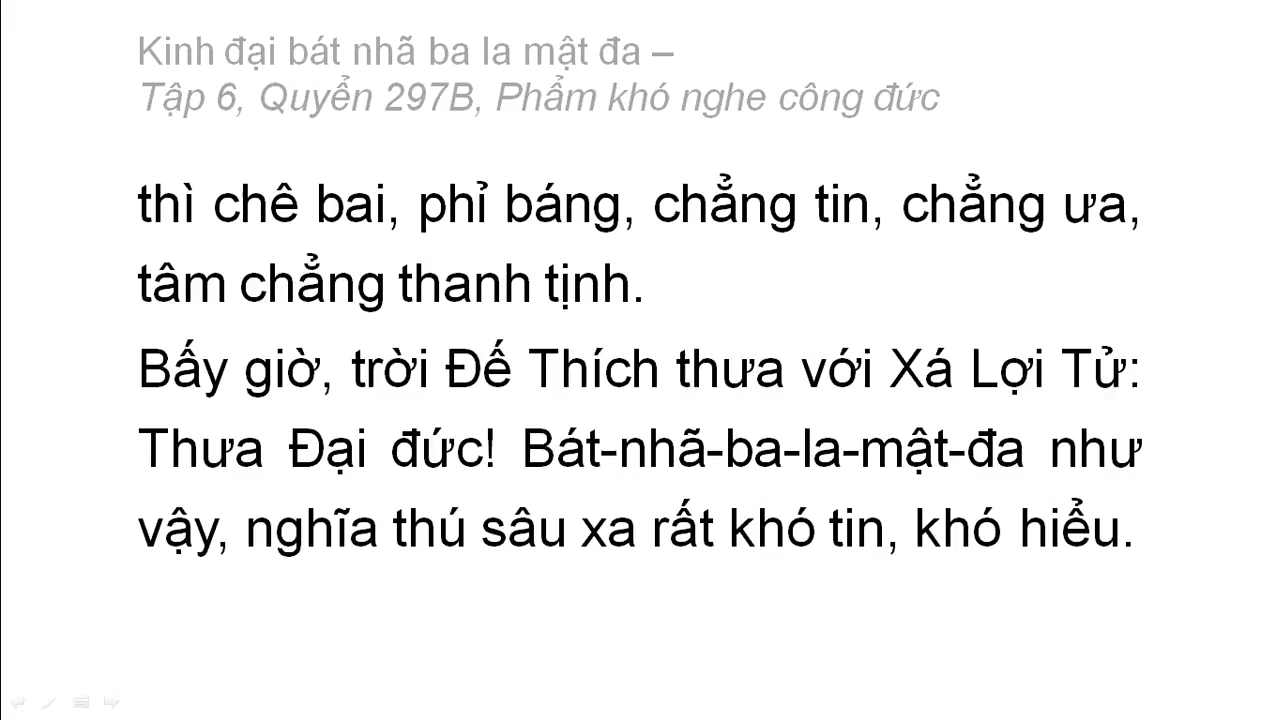 Kinh đại bát nhã ba la mật đa –
Tập 6, Quyển 297B, Phẩm khó nghe công đức
thì chê bai, phỉ báng, chẳng tin, chẳng ưa,
tâm chẳng thanh tịnh.
Bấy giờ, trời Đế Thích thưa với Xá Lợi Tử:
Thưa Đại đức! Bát-nhã-ba-la-mật-đa như
vậy, nghĩa thú sâu xa rất khó tin, khó hiểu.